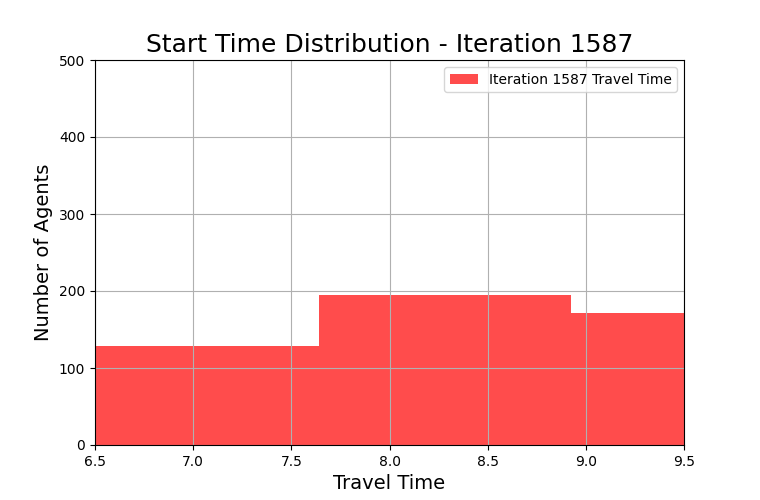 Start Time Distribution - Iteration 1587
Iteration 1587 Travel Time
Number of Agents
500
400
300
200
100
0
6.5 7.0 7.5 8.0 8.5 9.0 9.5
Travel Time